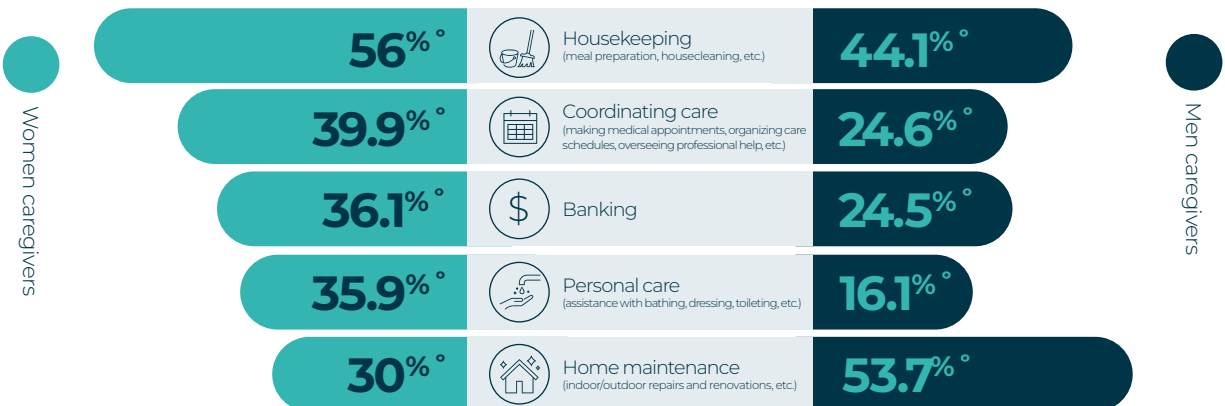 Women caregivers
Men caregivers
56% °
Housekeeping
(meal preparation, housecleaning, etc.)
44.1% °
39.9% °
Coordinating care
(making medical appointments, organizing care
schedules, overseeing professional help, etc.)
24.6% °
36.1% °
$
Banking
24.5% °
35.9% °
Personal care
(assistance with bathing, dressing, toileting, etc.)
16.1% °
30% °
Home maintenance
(indoor/outdoor repairs and renovations, etc.)
53.7% °